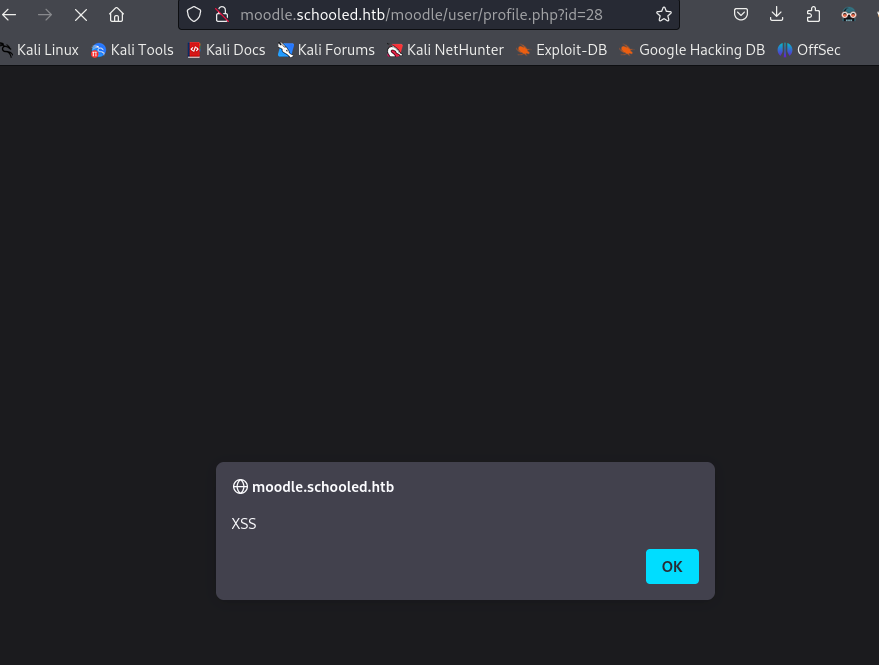 moodle.schooled.htb/moodle/user/profile.php?id=28
Kali Linux Kali Tools Kali Docs Kali Forums Kali NetHunter Exploit-DB Google Hacking DB OffSec
moodle.schooled.htb
XSS
OK